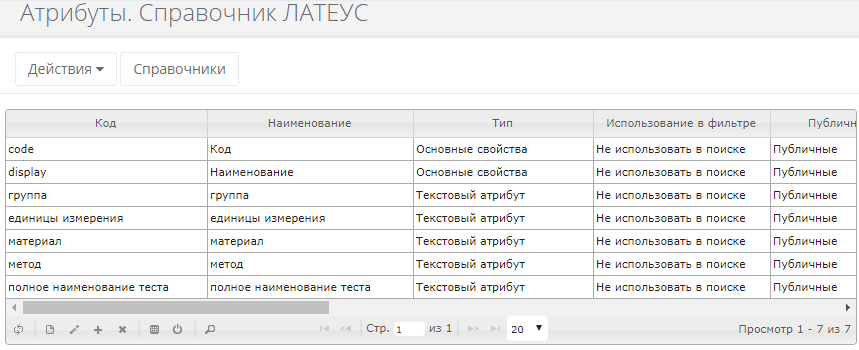 Атрибуты. Справочник ЛАТЕУС
Действия Справочники
Код Наименование Тип Использование в фильтре Публичн
code Код Основные свойства Не использовать в поиске Публичные
display Наименование Основные свойства Не использовать в поиске Публичные
группа группа Текстовый атрибут Не использовать в поиске Публичные
единицы измерения единицы измерения Текстовый атрибут Не использовать в поиске Публичные
материал материал Текстовый атрибут Не использовать в поиске Публичные
метод метод Текстовый атрибут Не использовать в поиске Публичные
полное наименование теста полное наименование теста Текстовый атрибут Не использовать в поиске Публичные
Стр. 1 из 1 20 Просмотр 1 - 7 из 7